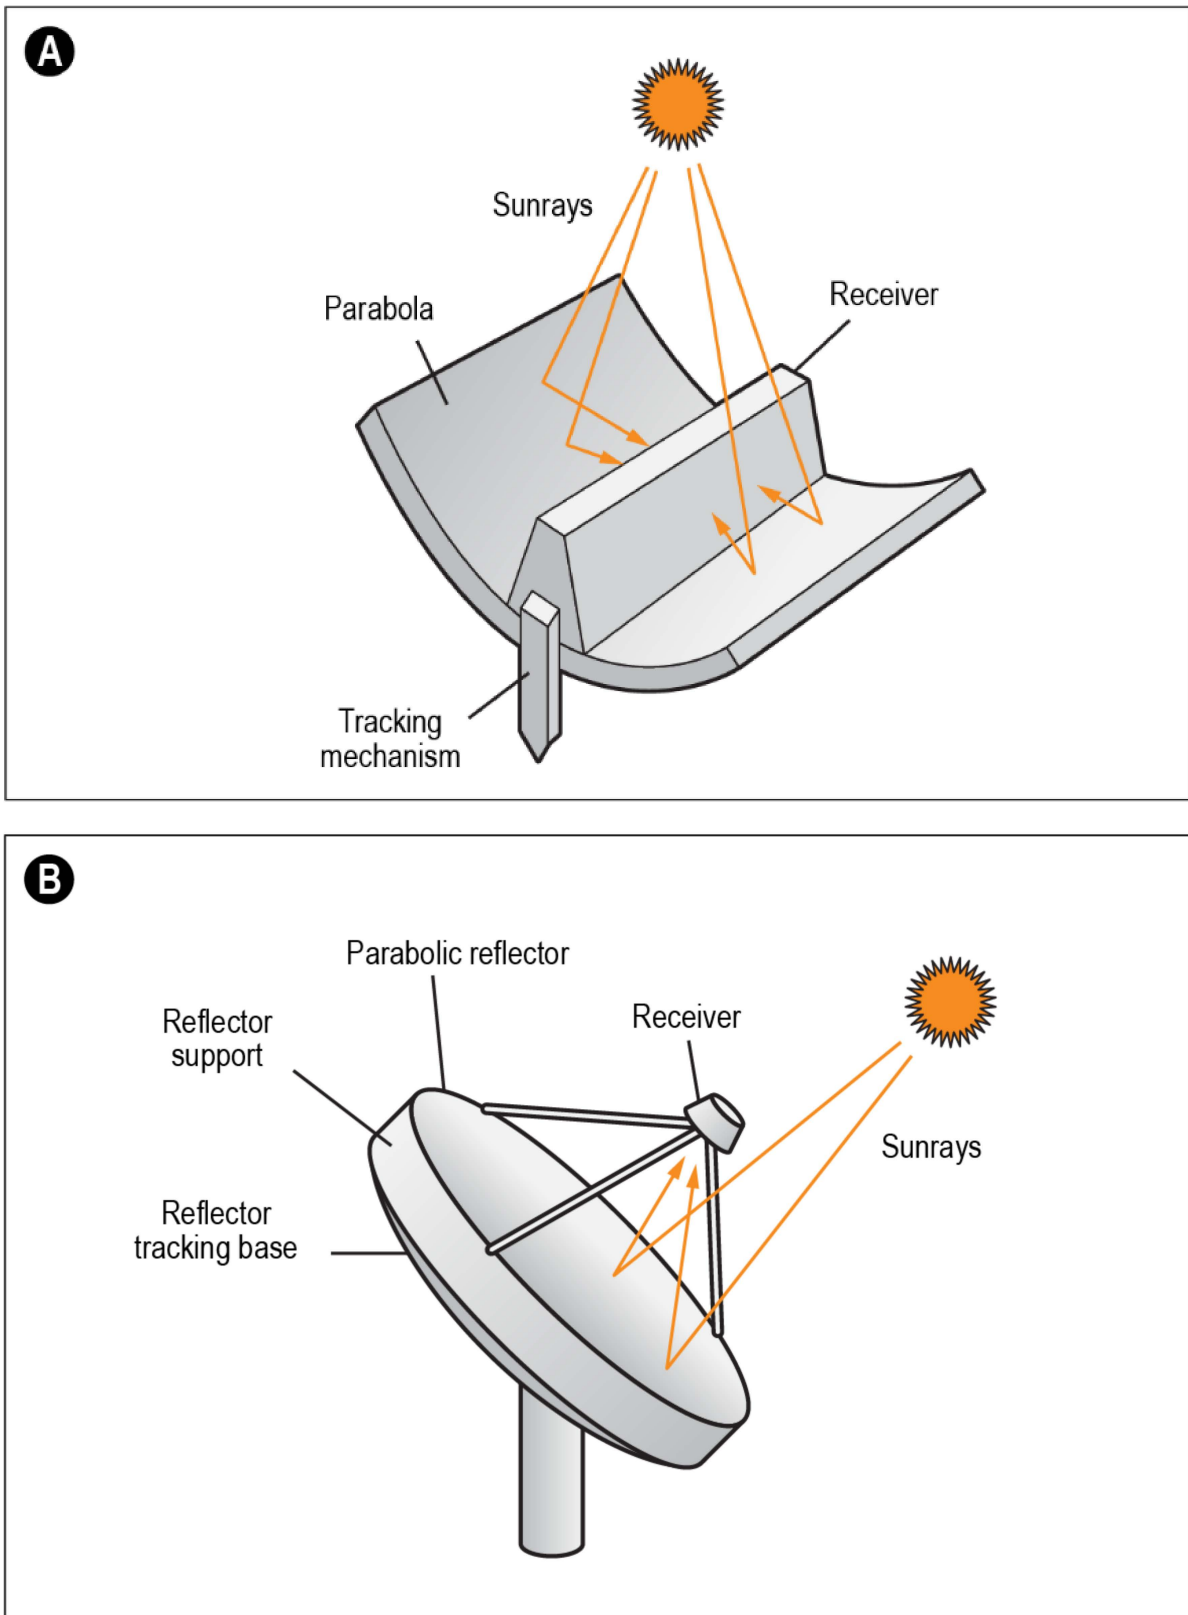 A
Sunrays
Parabola
Receiver
Tracking
mechanism
B
Parabolic reflector
Reflector
support
Receiver
Sunrays
Reflector
tracking base